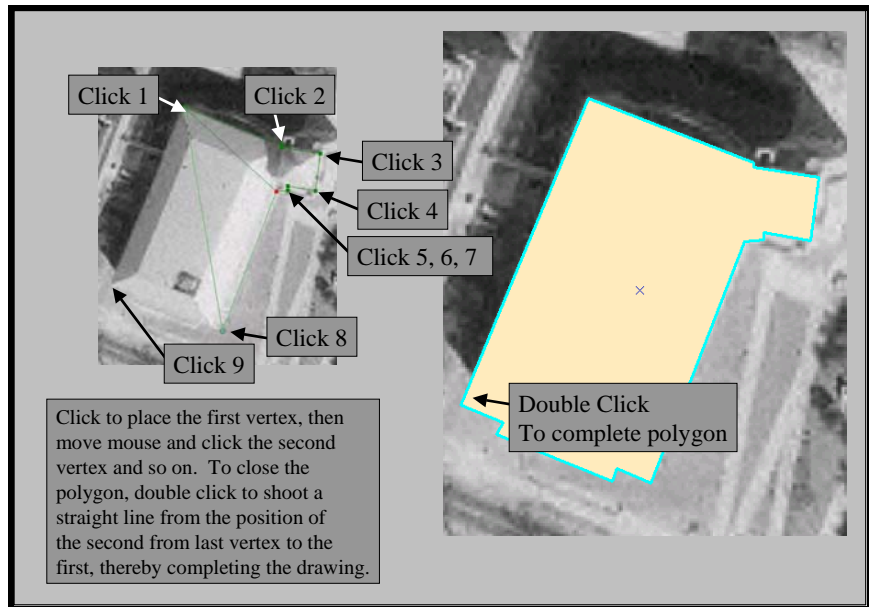 Click 1
Click 2
Click 3
Click 4
Click 5, 6, 7
Click 8
Click 9
Click to place the first vertex, then
move mouse and click the second
vertex and so on.  To close the
polygon, double click to shoot a
straight line from the position of
the second from last vertex to the
first, thereby completing the drawing.
Double Click
To complete polygon